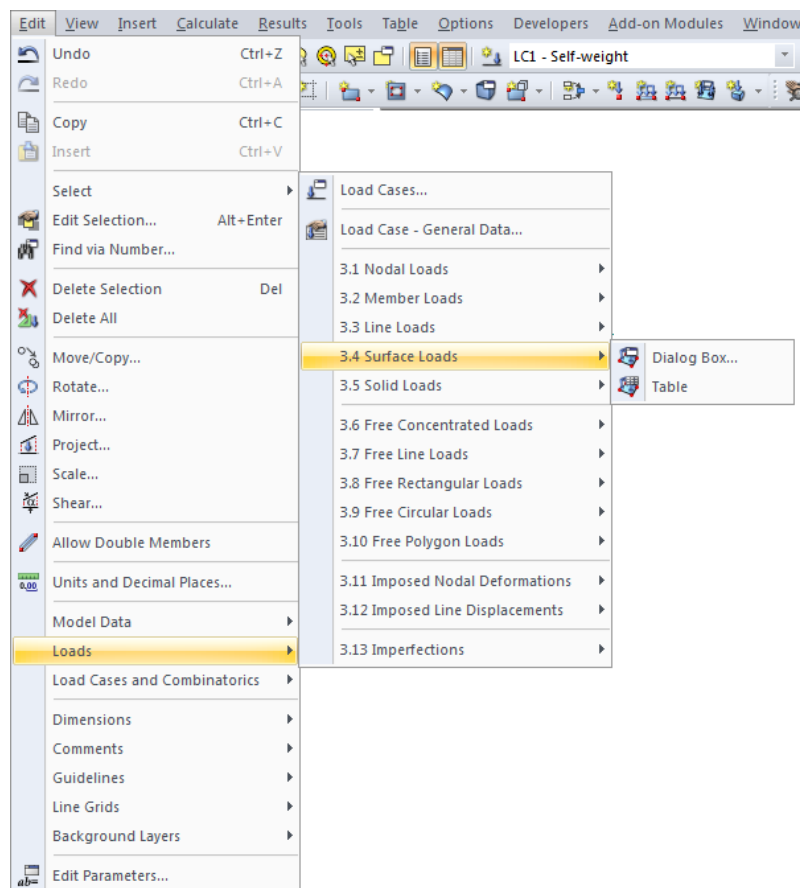 Edit View Insert Calculate Results Tools Table Options Developers Add-on Modules Window
LC1 - Self-weight
Undo Ctrl+Z
Redo Ctrl+A
Copy Ctrl+C
Insert Ctrl+V
Select
Edit Selection... Alt+Enter
Find via Number...
Delete Selection Del
Delete All
Move/Copy...
Rotate...
Mirror...
Project...
Scale...
Shear...
Allow Double Members
0.00 Units and Decimal Places...
Model Data
Loads
Load Cases and Combinatorics
Dimensions
Comments
Guidelines
Line Grids
Background Layers
ab= Edit Parameters...
Load Cases...
Load Case - General Data...
3.1 Nodal Loads
3.2 Member Loads
3.3 Line Loads
3.4 Surface Loads
3.5 Solid Loads
3.6 Free Concentrated Loads
3.7 Free Line Loads
3.8 Free Rectangular Loads
3.9 Free Circular Loads
3.10 Free Polygon Loads
3.11 Imposed Nodal Deformations
3.12 Imposed Line Displacements
3.13 Imperfections
Dialog Box...
Table